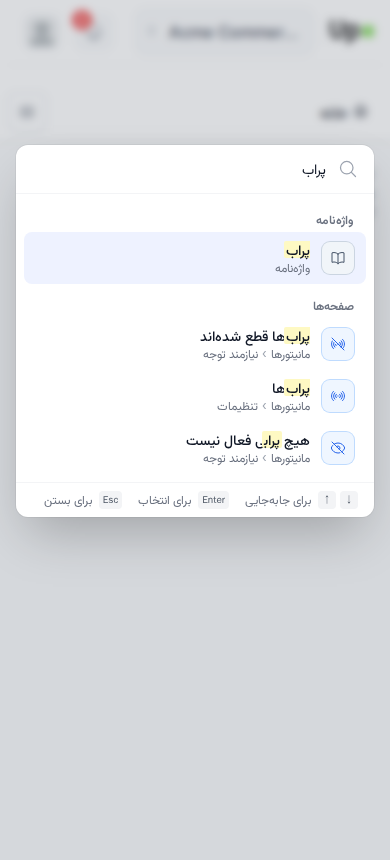 Up
Acme Commer...
خانه
پراب
واژه‌نامه
پراب
واژه‌نامه
صفحه‌ها
پراب‌ها قطع شده‌اند
مانیتورها › نیازمند توجه
پراب‌ها
مانیتورها › تنظیمات
هیچ پرابی فعال نیست
مانیتورها › نیازمند توجه
↓ ↑ برای جابه‌جایی Enter برای انتخاب Esc برای بستن